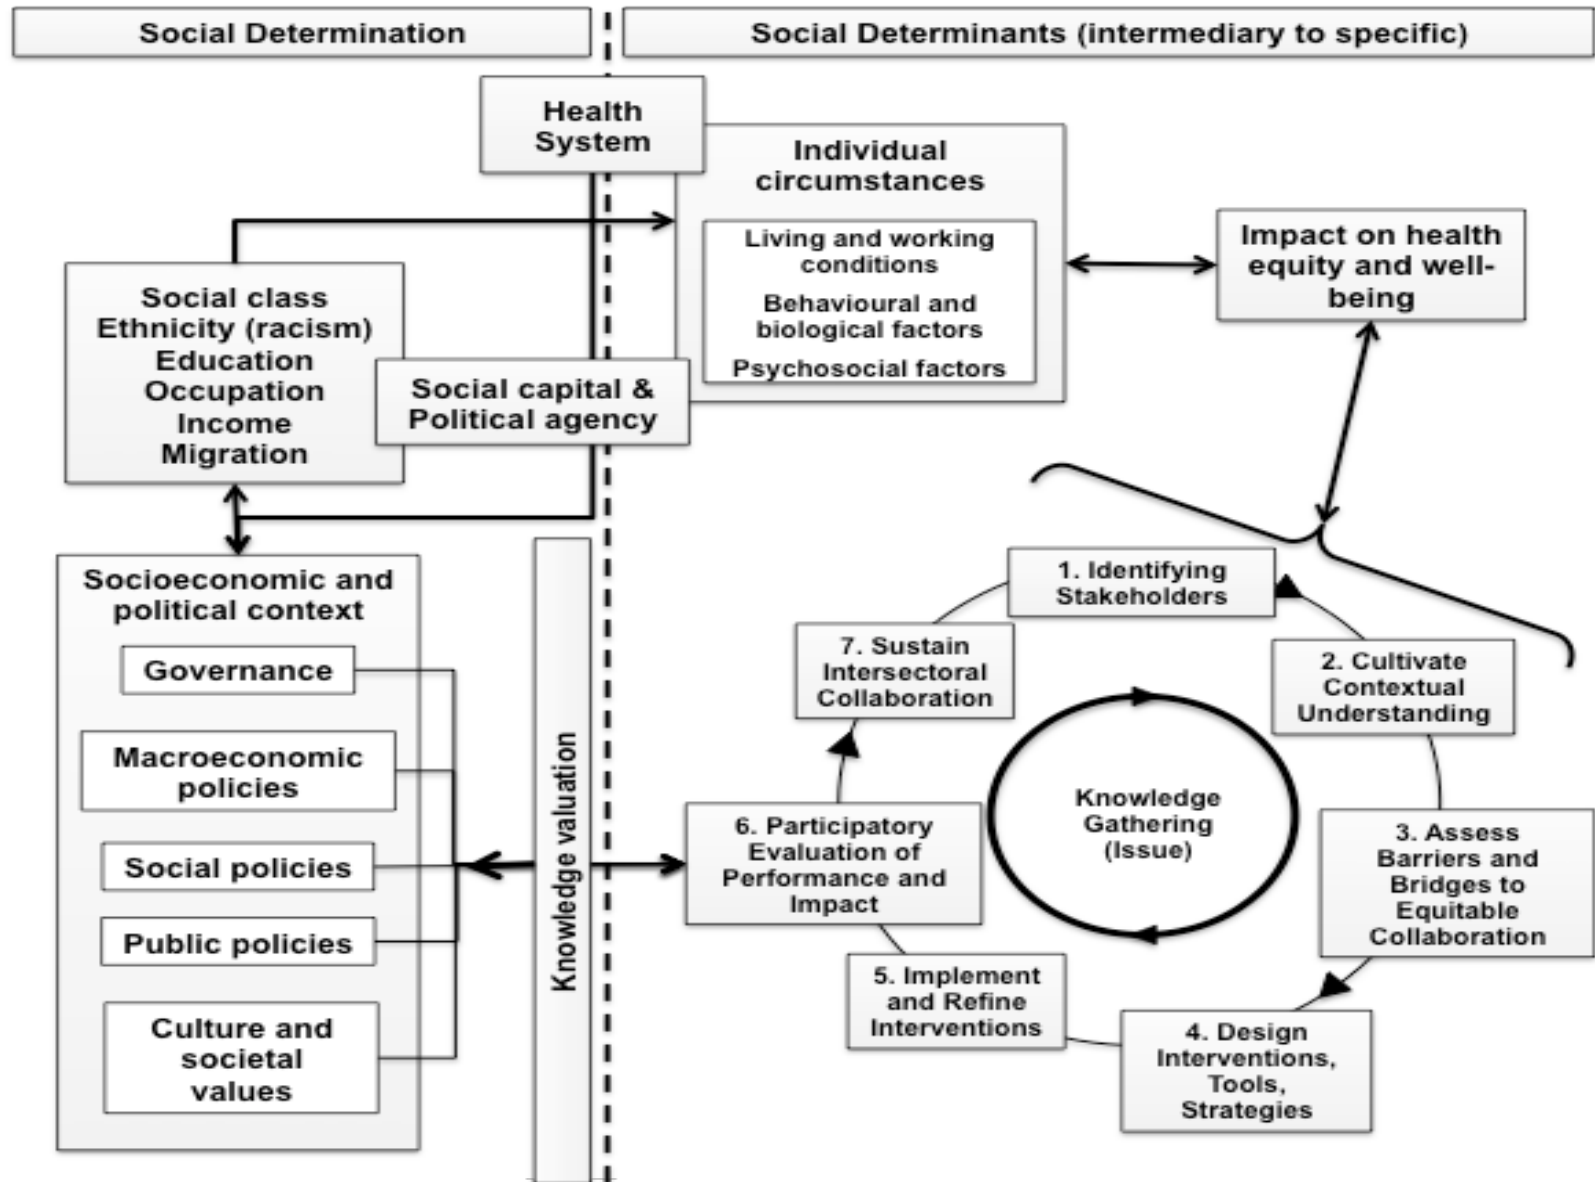 Social Determination
Social Determinants (intermediary to specific)
Health
System
Individual
circumstances
Living and working
conditions
Behavioural and
biological factors
Psychosocial factors
Impact on health
equity and well-
being
Social class
Ethnicity (racism)
Education
Occupation
Income
Migration
Social capital &
Political agency
Socioeconomic and
political context
Governance
Macroeconomic
policies
Social policies
Public policies
Culture and
societal
values
Knowledge valuation
1. Identifying
Stakeholders
2. Cultivate
Contextual
Understanding
3. Assess
Barriers and
Bridges to
Equitable
Collaboration
4. Design
Interventions,
Tools,
Strategies
5. Implement
and Refine
Interventions
6. Participatory
Evaluation of
Performance and
Impact
7. Sustain
Intersectoral
Collaboration
Knowledge
Gathering
(Issue)